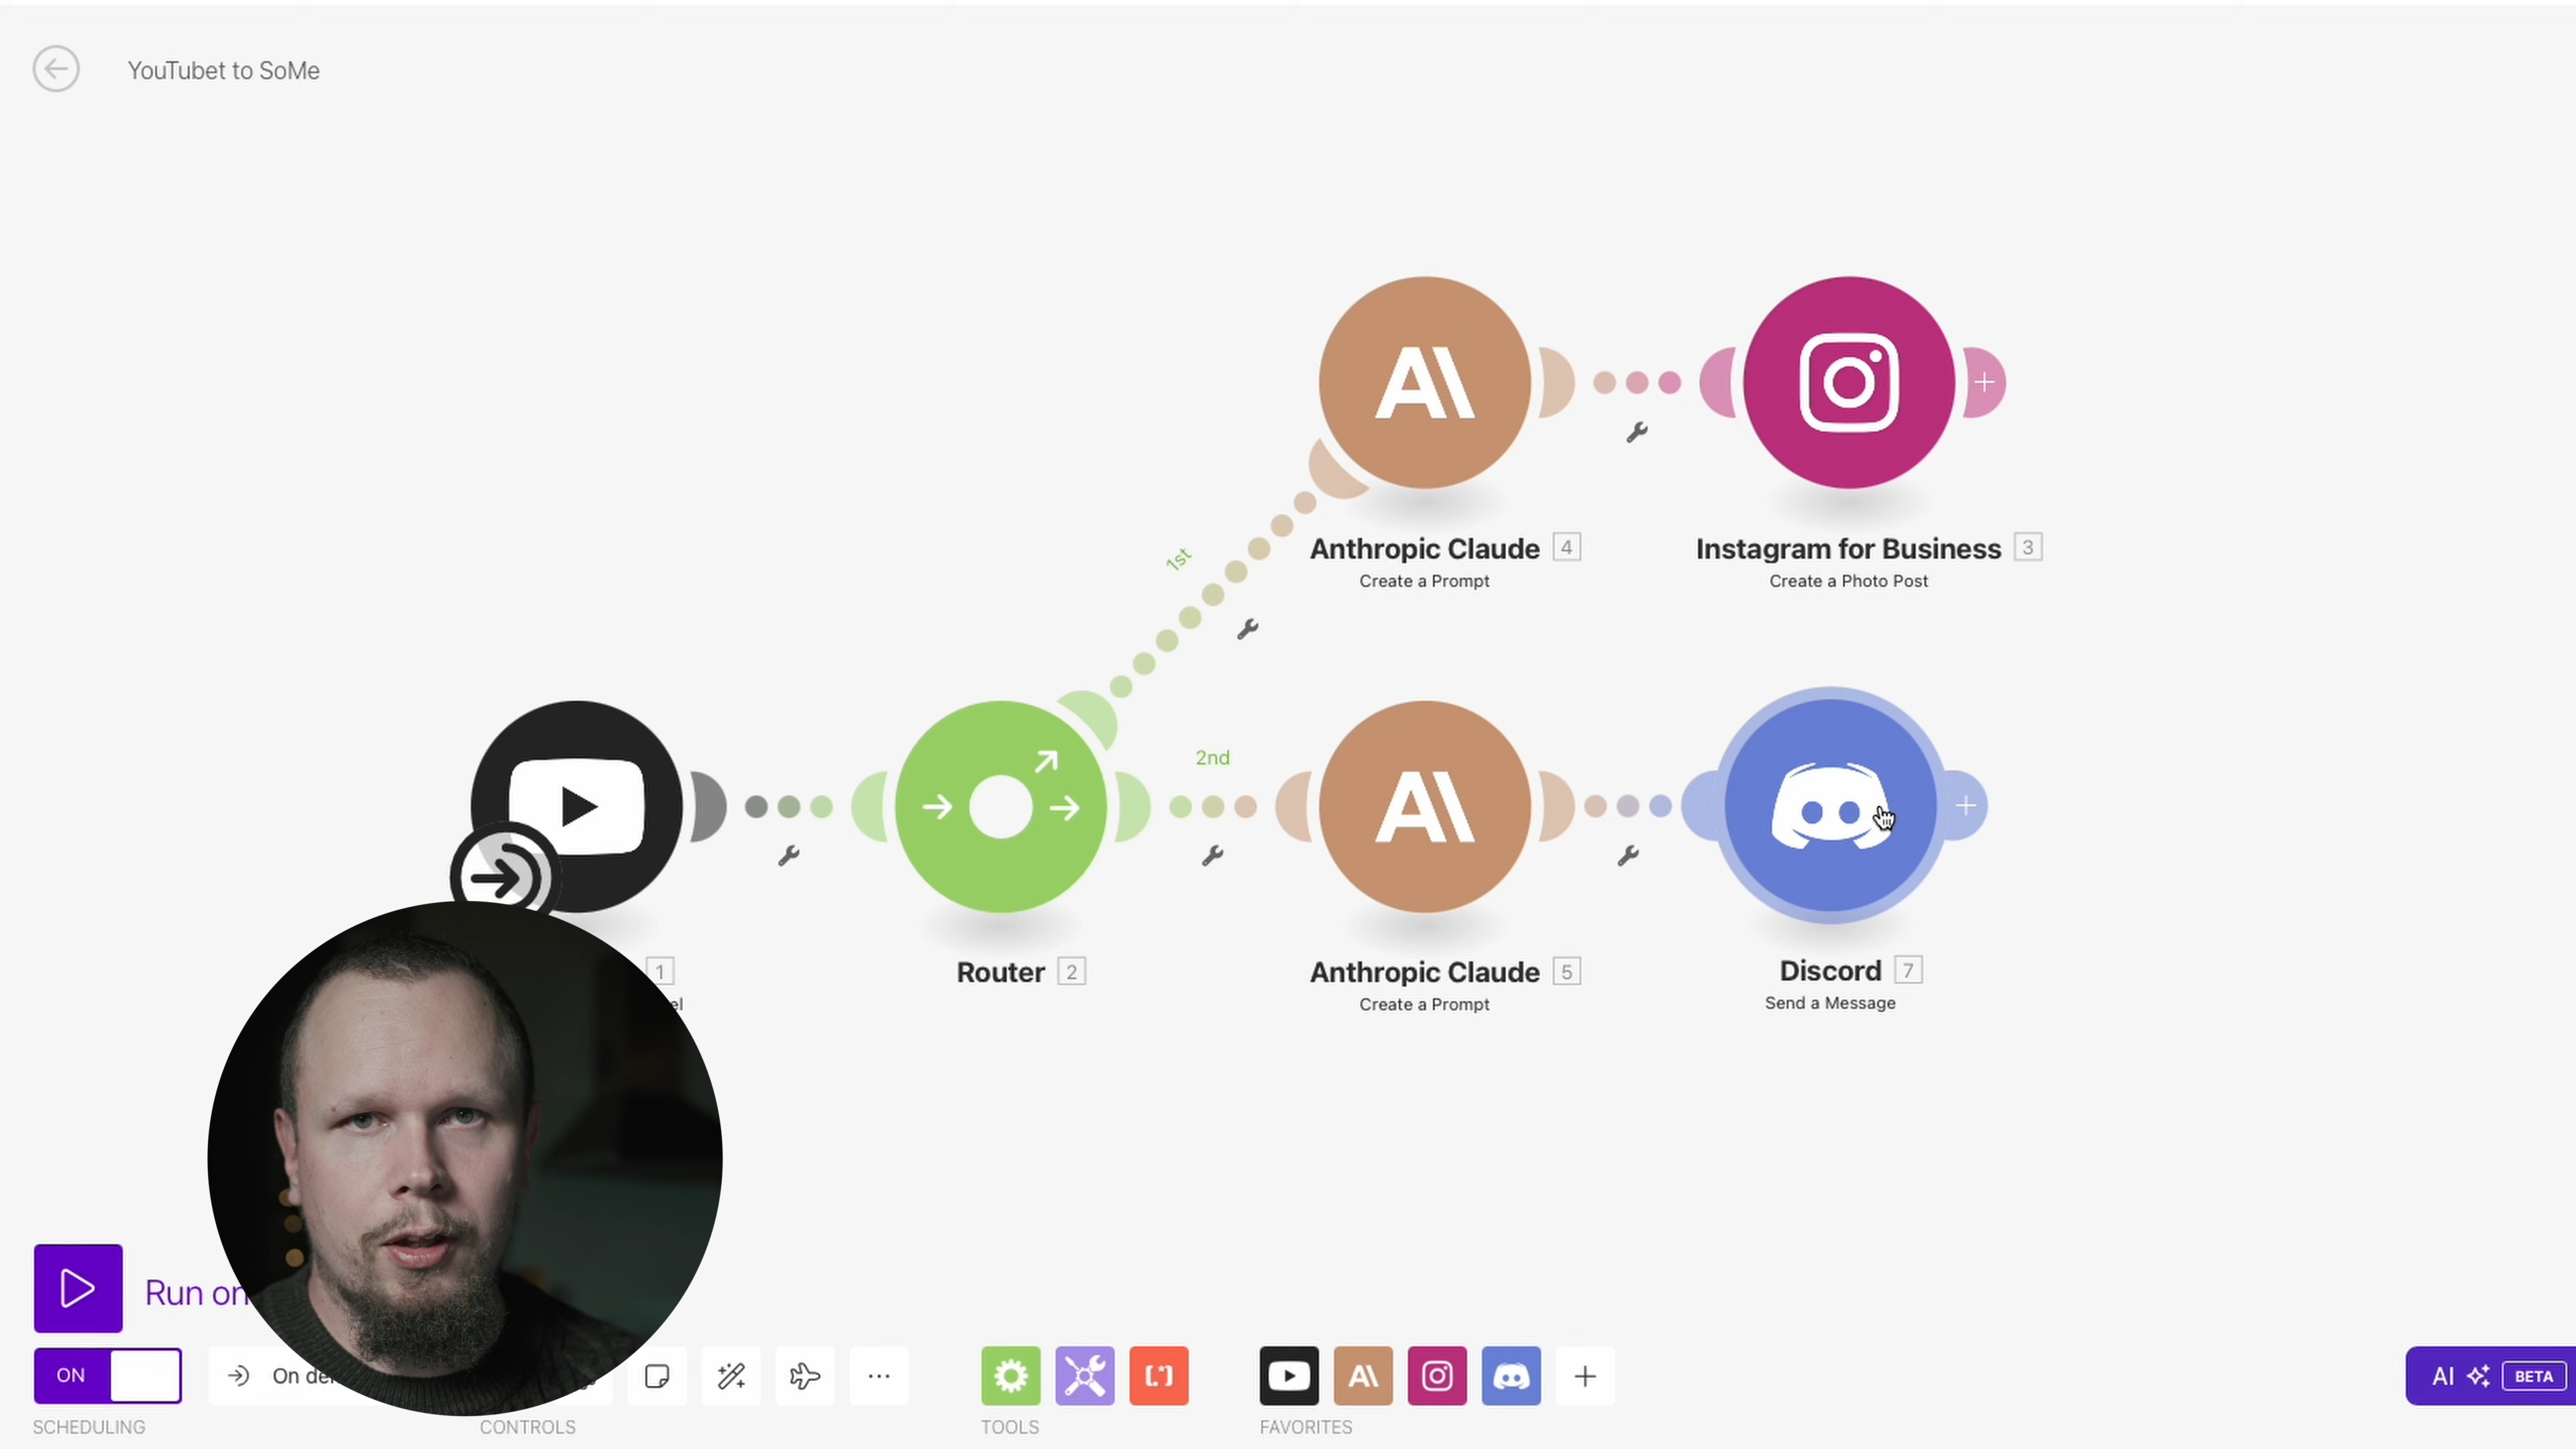 YouTubet to SoMe
Anthropic Claude 4
Create a Prompt
Instagram for Business 3
Create a Photo Post
1st
2nd
1
el
Router 2
Anthropic Claude 5
Create a Prompt
Discord 7
Send a Message
Run on
ON
On de
AI BETA
SCHEDULING
CONTROLS
TOOLS
FAVORITES